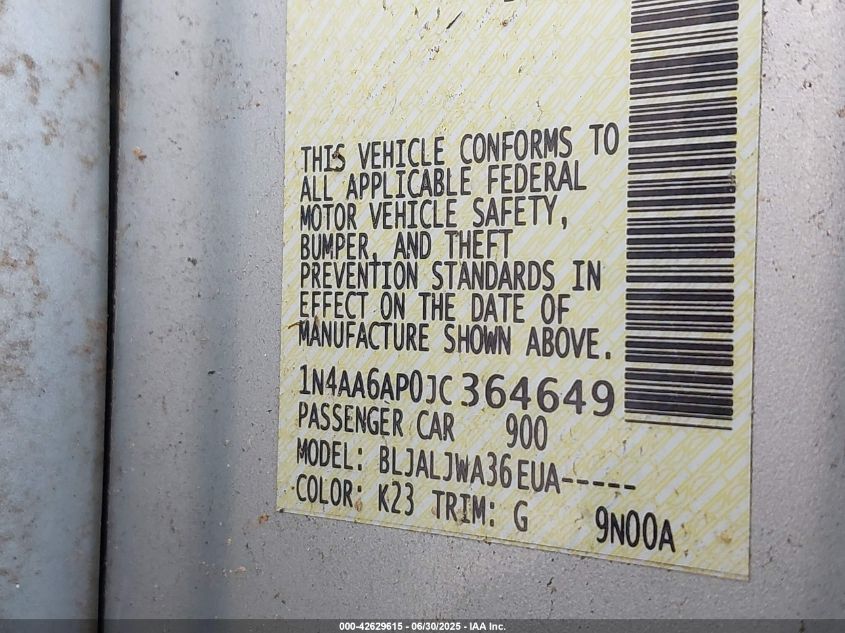 THIS VEHICLE CONFORMS TO
ALL APPLICABLE FEDERAL
MOTOR VEHICLE SAFETY,
BUMPER, AND THEFT
PREVENTION STANDARDS IN
EFFECT ON THE DATE OF
MANUFACTURE SHOWN ABOVE.
1N4AA6AP0JC364649
PASSENGER CAR 900
MODEL: BLJALJWA36EUA-----
COLOR: K23 TRIM: G 9N00A
000-42629615 - 06/30/2025 - IAA Inc.